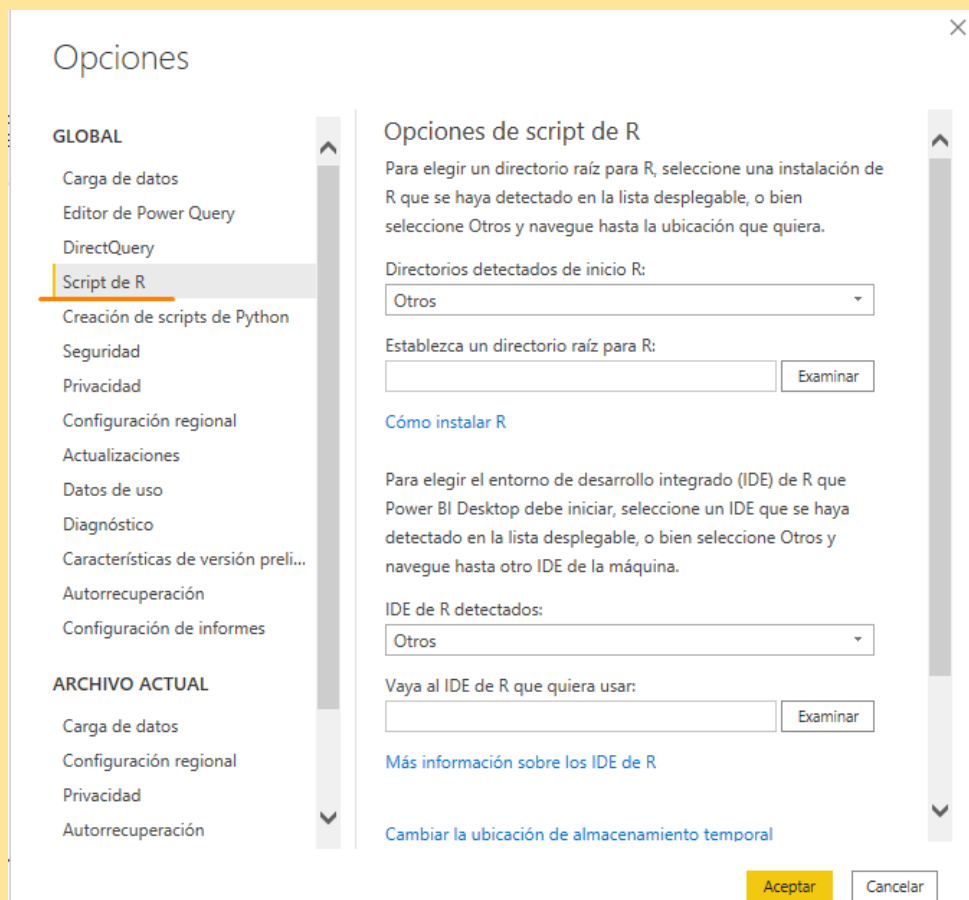 Opciones
GLOBAL
Carga de datos
Editor de Power Query
DirectQuery
Script de R
Creación de scripts de Python
Seguridad
Privacidad
Configuración regional
Actualizaciones
Datos de uso
Diagnóstico
Características de versión preli...
Autorrecuperación
Configuración de informes
ARCHIVO ACTUAL
Carga de datos
Configuración regional
Privacidad
Autorrecuperación
Opciones de script de R
Para elegir un directorio raíz para R, seleccione una instalación de
R que se haya detectado en la lista desplegable, o bien
seleccione Otros y navegue hasta la ubicación que quiera.
Directorios detectados de inicio R:
Otros
Establezca un directorio raíz para R:
Examinar
Cómo instalar R
Para elegir el entorno de desarrollo integrado (IDE) de R que
Power BI Desktop debe iniciar, seleccione un IDE que se haya
detectado en la lista desplegable, o bien seleccione Otros y
navegue hasta otro IDE de la máquina.
IDE de R detectados:
Otros
Vaya al IDE de R que quiera usar:
Examinar
Más información sobre los IDE de R
Cambiar la ubicación de almacenamiento temporal
Aceptar
Cancelar